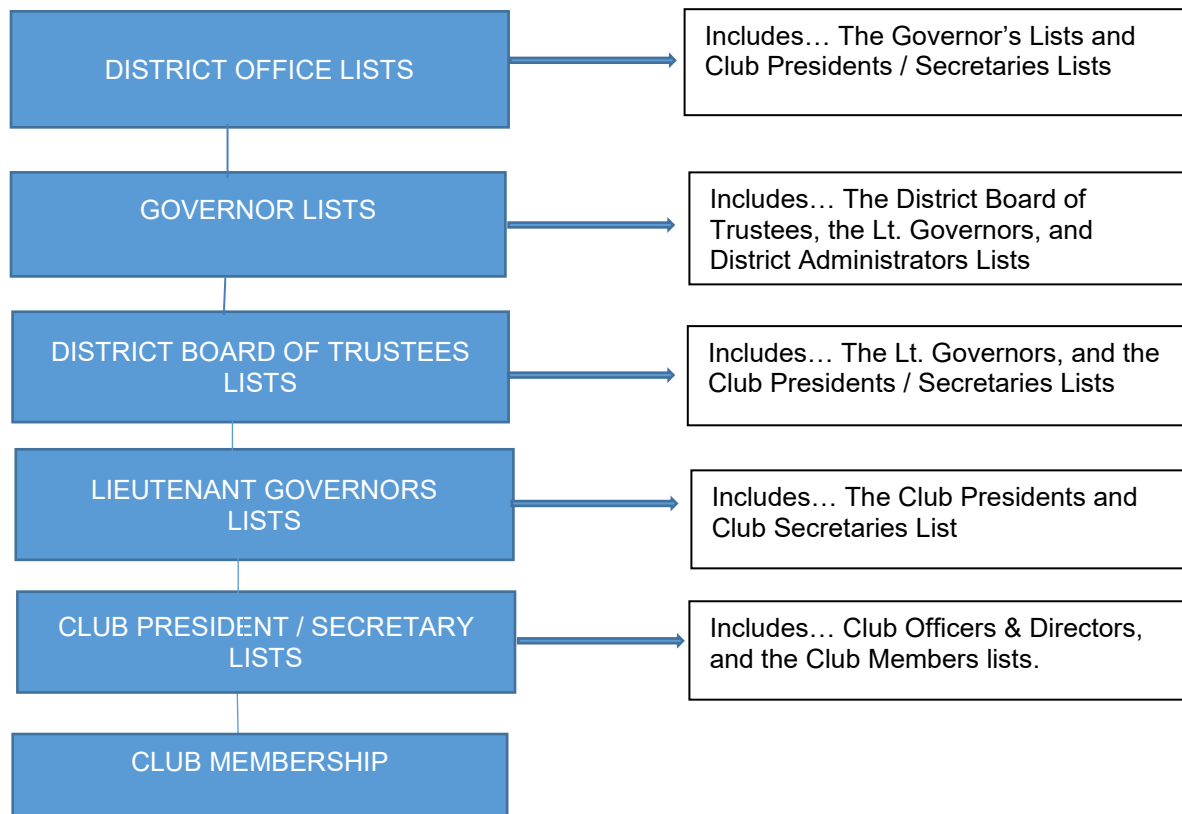 DISTRICT OFFICE LISTS
Includes… The Governor’s Lists and
Club Presidents / Secretaries Lists
GOVERNOR LISTS
Includes… The District Board of
Trustees, the Lt. Governors, and
District Administrators Lists
DISTRICT BOARD OF TRUSTEES
LISTS
Includes… The Lt. Governors, and the
Club Presidents / Secretaries Lists
LIEUTENANT GOVERNORS
LISTS
Includes… The Club Presidents and
Club Secretaries List
CLUB PRESIDENT / SECRETARY
LISTS
Includes… Club Officers & Directors,
and the Club Members lists.
CLUB MEMBERSHIP